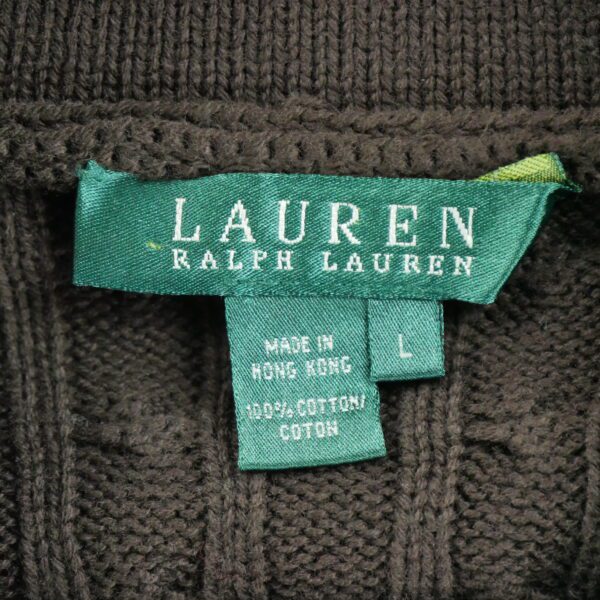 LAUREN
RALPH LAUREN
MADE IN
HONG KONG
L
100% COTTON/
COTON